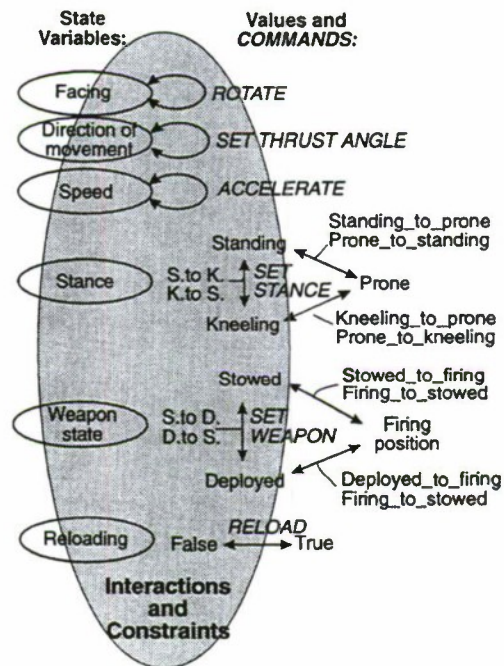 State Variables:
Values and COMMANDS:
Facing
ROTATE
Direction of movement
SET THRUST ANGLE
Speed
ACCELERATE
Standing
Standing_to_prone
Prone_to_standing
Stance
S.to K.
K.to S.
SET STANCE
Prone
Kneeling
Kneeling_to_prone
Prone_to_kneeling
Stowed
Stowed_to_firing
Firing_to_stowed
Weapon state
S.to D.
D.to S.
SET WEAPON
Firing position
Deployed
Deployed_to_firing
Firing_to_stowed
RELOAD
Reloading
False
True
Interactions and Constraints